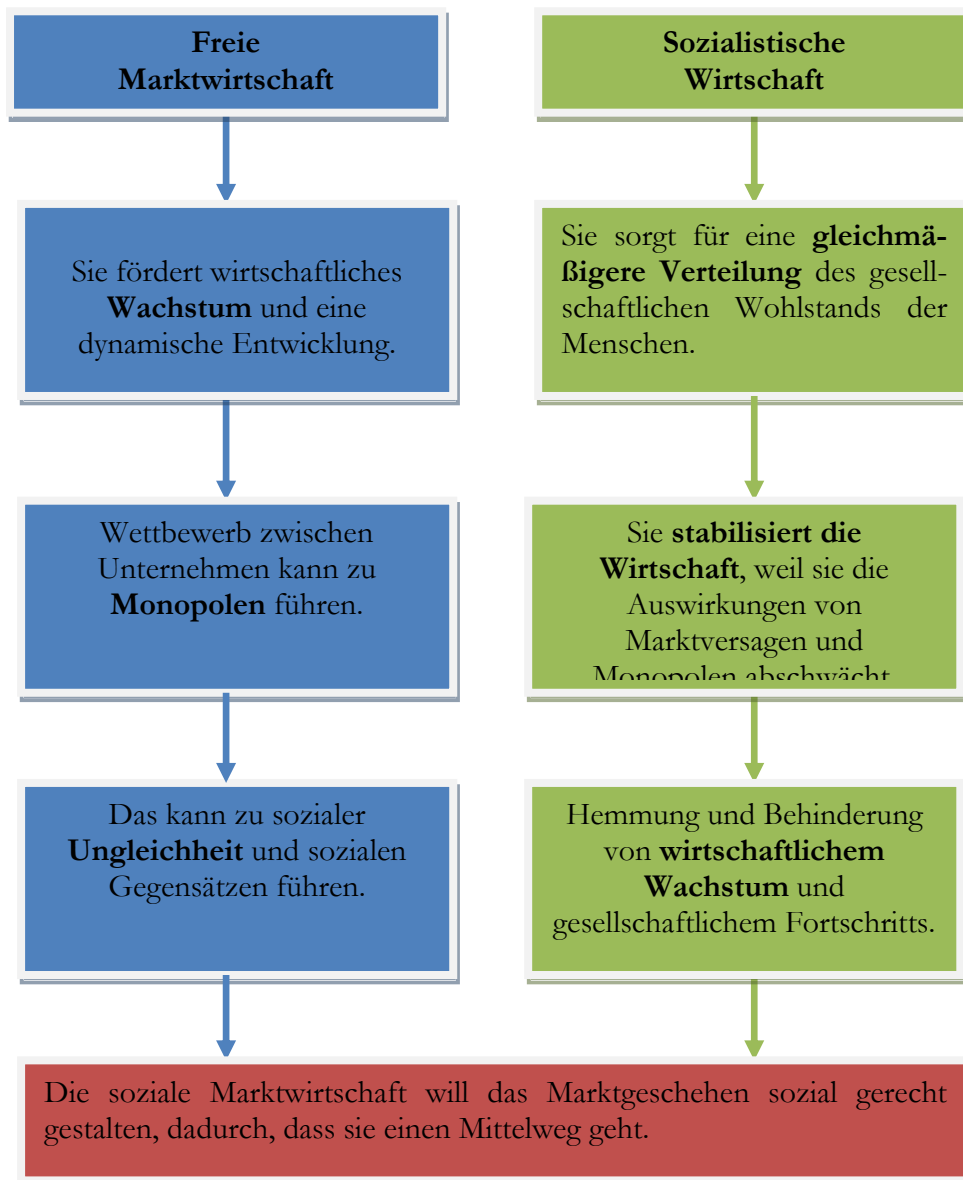 Freie
Marktwirtschaft
Sie fördert wirtschaftliches
Wachstum und eine
dynamische Entwicklung.
Wettbewerb zwischen
Unternehmen kann zu
Monopolen führen.
Das kann zu sozialer
Ungleichheit und sozialen
Gegensätzen führen.
Sozialistische
Wirtschaft
Sie sorgt für eine gleichmä-
ßigere Verteilung des gesell-
schaftlichen Wohlstands der
Menschen.
Sie stabilisiert die
Wirtschaft, weil sie die
Auswirkungen von
Marktversagen und
Monopolen abschwächt
Hemmung und Behinderung
von wirtschaftlichem
Wachstum und
gesellschaftlichem Fortschritts.
Die soziale Marktwirtschaft will das Marktgeschehen sozial gerecht
gestalten, dadurch, dass sie einen Mittelweg geht.